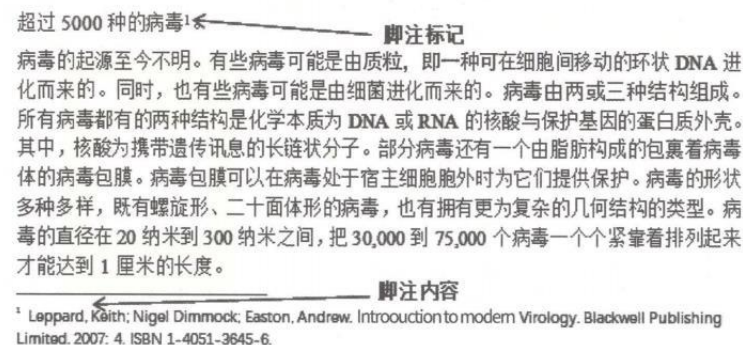 超过 5000 种的病毒¹
脚注标记
病毒的起源至今不明。有些病毒可能是由质粒，即一种可在细胞间移动的环状 DNA 进
化而来的。同时，也有些病毒可能是由细菌进化而来的。病毒由两或三种结构组成。
所有病毒都有的两种结构是化学本质为 DNA 或 RNA 的核酸与保护基因的蛋白质外壳。
其中，核酸为携带遗传讯息的长链状分子。部分病毒还有一个由脂肪构成的包裹着病毒
体的病毒包膜。病毒包膜可以在病毒处于宿主细胞胞外时为它们提供保护。病毒的形状
多种多样，既有螺旋形、二十面体形的病毒，也有拥有更为复杂的几何结构的类型。病
毒的直径在 20 纳米到 300 纳米之间，把 30,000 到 75,000 个病毒一个个紧靠着排列起来
才能达到 1 厘米的长度。
脚注内容
¹ Leppard, Keith; Nigel Dimmock; Easton, Andrew. Introouction to modern Virology. Blackwell Publishing
Limited. 2007: 4. ISBN 1-4051-3645-6.